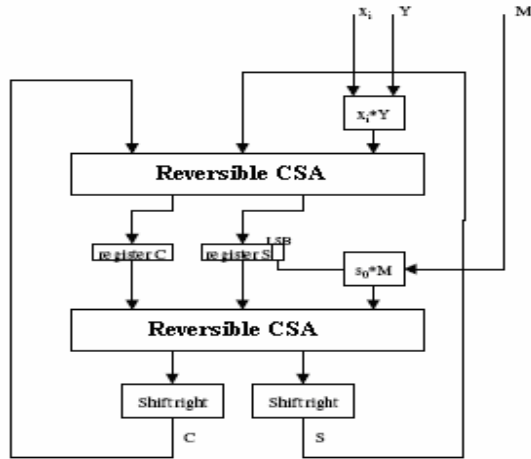 xi Y M
xi*Y
Reversible CSA
LSB
register C register S
s0*M
Reversible CSA
Shift right Shift right
C S